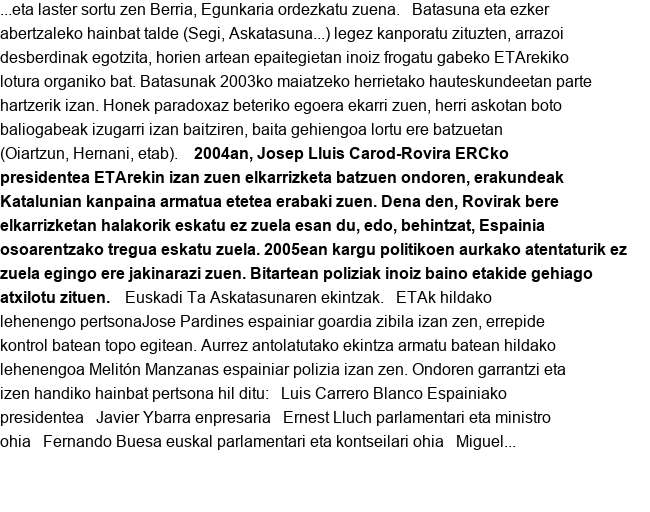 ...eta laster sortu zen Berria, Egunkaria ordezkatu zuena.   Batasuna eta ezker
abertzaleko hainbat talde (Segi, Askatasuna...) legez kanporatu zituzten, arrazoi
desberdinak egotzita, horien artean epaitegietan inoiz frogatu gabeko ETArekiko
lotura organiko bat. Batasunak 2003ko maiatzeko herrietako hauteskundeetan parte
hartzerik izan. Honek paradoxaz beteriko egoera ekarri zuen, herri askotan boto
baliogabeak izugarri izan baitziren, baita gehiengoa lortu ere batzuetan
(Oiartzun, Hernani, etab).   2004an, Josep Lluis Carod-Rovira ERCko
presidentea ETArekin izan zuen elkarrizketa batzuen ondoren, erakundeak
Katalunian kanpaina armatua etetea erabaki zuen. Dena den, Rovirak bere
elkarrizketan halakorik eskatu ez zuela esan du, edo, behintzat, Espainia
osoarentzako tregua eskatu zuela. 2005ean kargu politikoen aurkako atentaturik ez
zuela egingo ere jakinarazi zuen. Bitartean poliziak inoiz baino etakide gehiago
atxilotu zituen.   Euskadi Ta Askatasunaren ekintzak.   ETAk hildako
lehenengo pertsonaJose Pardines espainiar goardia zibila izan zen, errepide
kontrol batean topo egitean. Aurrez antolatutako ekintza armatu batean hildako
lehenengoa Melitón Manzanas espainiar polizia izan zen. Ondoren garrantzi eta
izen handiko hainbat pertsona hil ditu:   Luis Carrero Blanco Espainiako
presidentea   Javier Ybarra enpresaria   Ernest Lluch parlamentari eta ministro
ohia   Fernando Buesa euskal parlamentari eta kontseilari ohia   Miguel...